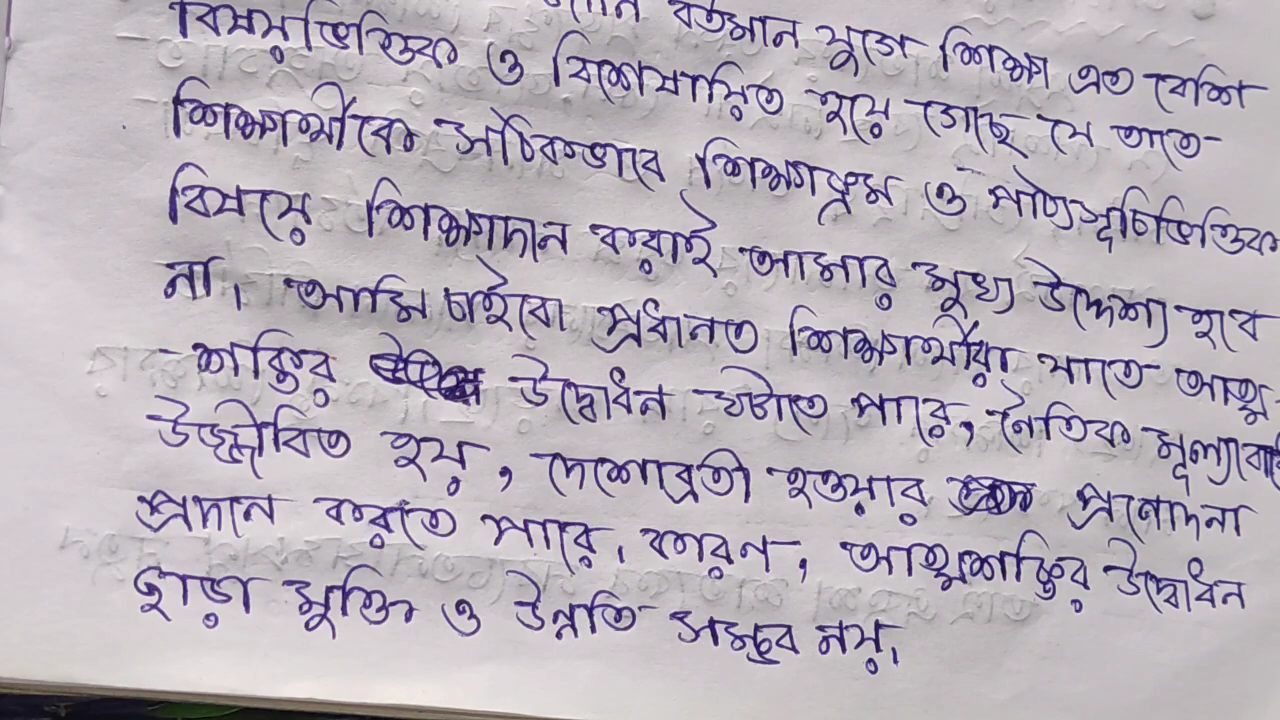 বর্তমান যুগে শিক্ষা এত বেশি
বিষয়ভিত্তিক ও বিশেষায়িত হয়ে গেছে যে তাতে
শিক্ষার্থীকে সঠিকভাবে শিক্ষাক্রম ও পাঠ্যসূচিভিত্তিক
বিষয়ে শিক্ষাদান করাই আমার মুখ্য উদ্দেশ্য হবে
না। আমি চাইবো প্রধানত শিক্ষার্থীরা যাতে আত্ম
-শক্তির উদ্বোধন ঘটাতে পারে, নৈতিক মূল্যবোধে
উজ্জীবিত হয়, দেশোব্রতী হওয়ার প্রণোদনা
প্রদান করতে পারে। কারণ, আত্মশক্তির উদ্বোধন
ছাড়া মুক্তি ও উন্নতি সম্ভব নয়।